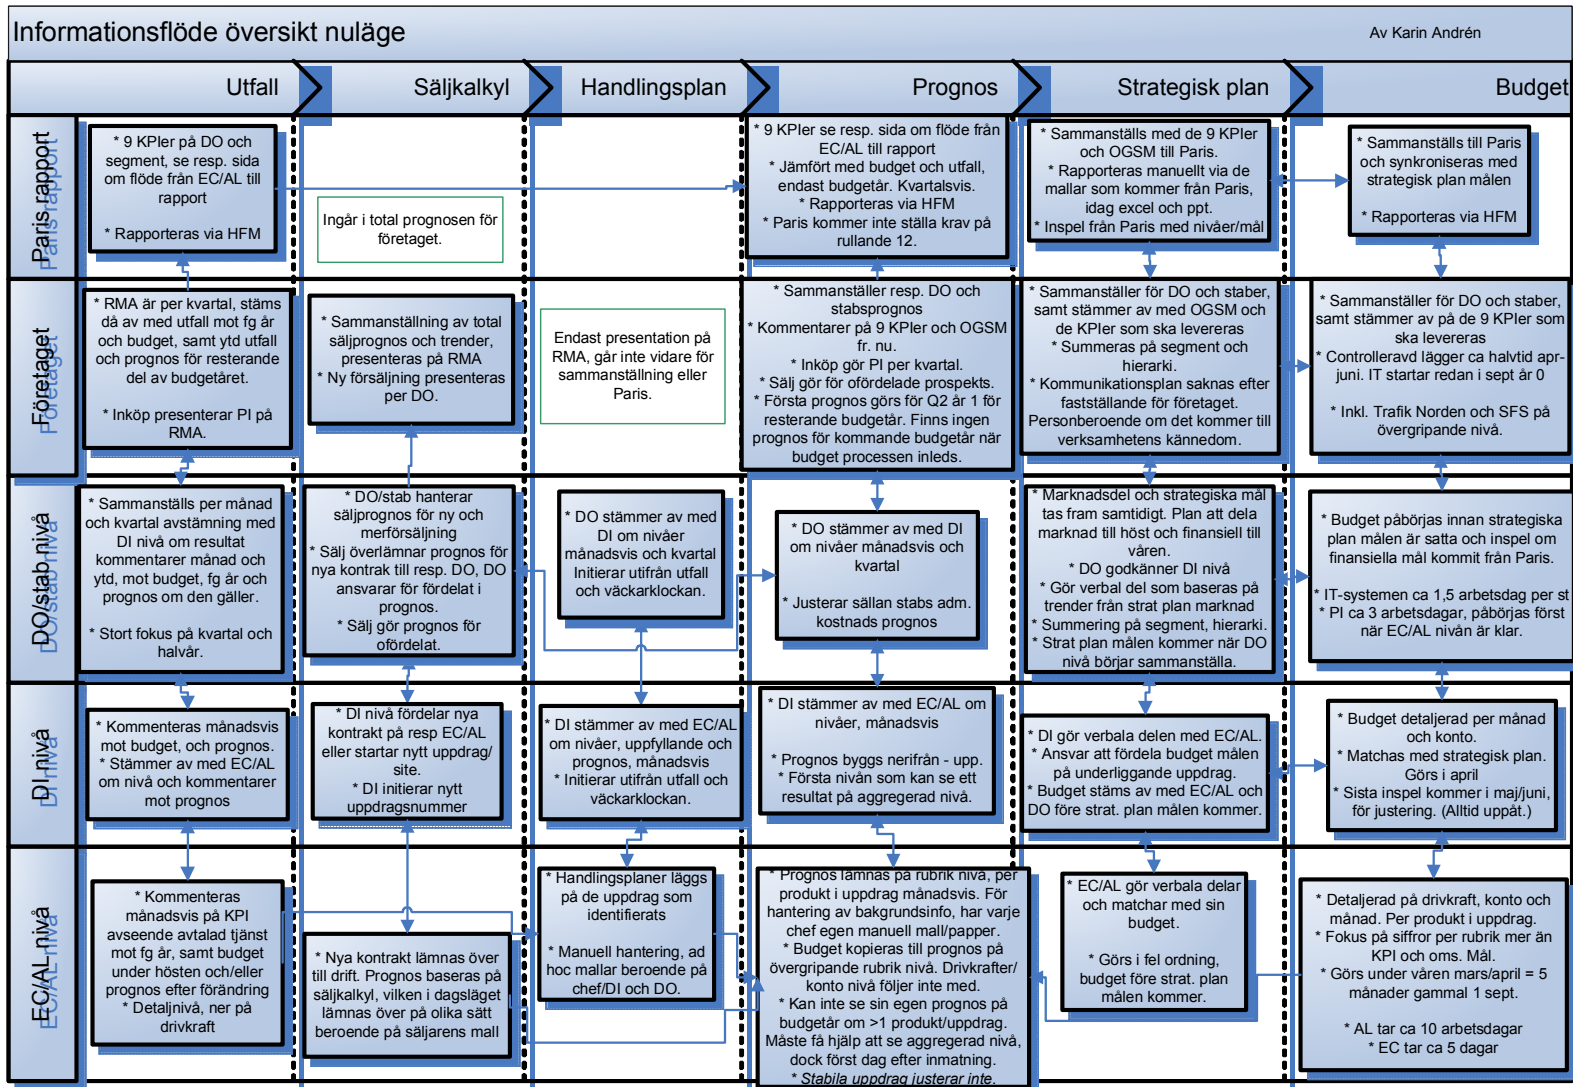 Informationsflöde översikt nuläge
Av Karin Andrén
Utfall
Säljkalkyl
Handlingsplan
Prognos
Strategisk plan
Budget
Paris rapport
* 9 KPIer på DO och
segment, se resp. sida
om flöde från EC/AL till
rapport
* Rapporteras via HFM
Ingår i total prognosen för
företaget.
* 9 KPIer se resp. sida om flöde från
EC/AL till rapport
* Jämfört med budget och utfall,
endast budgetår. Kvartalsvis.
* Rapporteras via HFM
* Paris kommer inte ställa krav på
rullande 12.
* Sammanställs med de 9 KPIer
och OGSM till Paris.
* Rapporteras manuellt via de
mallar som kommer från Paris,
idag excel och ppt.
* Inspel från Paris med nivåer/mål
* Sammanställs till Paris
och synkroniseras med
strategisk plan målen
* Rapporteras via HFM
Företaget
* RMA är per kvartal, stäms
då av med utfall mot fg år
och budget, samt ytd utfall
och prognos för resterande
del av budgetåret.
* Inköp presenterar PI på
RMA.
* Sammanställning av total
säljprognos och trender,
presenteras på RMA
* Ny försäljning presenteras
per DO.
Endast presentation på
RMA, går inte vidare för
sammanställning eller
Paris.
* Sammanställer resp. DO och
stabsprognos
* Kommentarer på 9 KPIer och OGSM
fr. nu.
* Inköp gör PI per kvartal.
* Sälj gör för ofördelade prospekts.
* Första prognos görs för Q2 år 1 för
resterande budgetår. Finns ingen
prognos för kommande budgetår när
budget processen inleds.
* Sammanställer för DO och staber,
samt stämmer av med OGSM och
de KPIer som ska levereras
* Summeras på segment och
hierarki.
* Kommunikationsplan saknas efter
fastställande för företaget.
Personberoende om det kommer till
verksamhetens kännedom.
* Sammanställer för DO och staber,
samt stämmer av på de 9 KPIer som
ska levereras
* Controlleravd lägger ca halvtid apr-
juni. IT startar redan i sept år 0
* Inkl. Trafik Norden och SFS på
övergripande nivå.
DO/stab nivå
* Sammanställs per månad
och kvartal avstämning med
DI nivå om resultat
kommentarer månad och
ytd, mot budget, fg år och
prognos om den gäller.
* Stort fokus på kvartal och
halvår.
* DO/stab hanterar
säljprognos för ny och
merförsäljning
* Sälj överlämnar prognos för
nya kontrak till resp. DO, DO
ansvarar för fördelat i
prognos.
* Sälj gör prognos för
ofördelat.
* DO stämmer av med
DI om nivåer
månadsvis och kvartal
Initierar utifrån utfall
och väckarklockan.
* DO stämmer av med DI
om nivåer månadsvis och
kvartal
* Justerar sällan stabs adm.
kostnads prognos
* Marknadsdel och strategiska mål
tas fram samtidigt. Plan att dela
marknad till höst och finansiell till
våren.
* DO godkänner DI nivå
* Gör verbal del som baseras på
trender från strat plan marknad
* Summering på segment, hierarki.
* Strat plan målen kommer när DO
nivå börjar sammanställa.
* Budget påbörjas innan strategiska
plan målen är satta och inspel om
finansiella mål kommit från Paris.
* IT-systemen ca 1,5 arbetsdag per st
* PI ca 3 arbetsdagar, påbörjas först
när EC/AL nivån är klar.
DI nivå
* Kommenteras månadsvis
mot budget, och prognos.
* Stämmer av med EC/AL
om nivå och kommentarer
mot prognos
* DI nivå fördelar nya
kontrakt på resp EC/AL
eller startar nytt uppdrag/
site.
* DI initierar nytt
uppdragsnummer
* DI stämmer av med EC/AL
om nivåer, uppfyllande och
prognos, månadsvis
* Initierar utifrån utfall och
väckarklockan.
* DI stämmer av med EC/AL om
nivåer, månadsvis
* Prognos byggs nerifrån - upp.
* Första nivån som kan se ett
resultat på aggregerad nivå.
* DI gör verbala delen med EC/AL.
* Ansvar att fördela budget målen
på underliggande uppdrag.
* Budget stäms av med EC/AL och
DO före strat. plan målen kommer.
* Budget detaljerad per månad
och konto.
* Matchas med strategisk plan.
Görs i april
* Sista inspel kommer i maj/juni,
för justering. (Alltid uppåt.)
EC/AL nivå
* Kommenteras
månadsvis på KPI
avseende avtalad tjänst
mot fg år, samt budget
under hösten och/eller
prognos efter förändring
* Detaljnivå, ner på
drivkraft
* Nya kontrakt lämnas över
till drift. Prognos baseras på
säljkalkyl, vilken i dagsläget
lämnas över på olika sätt
beroende på säljarens mall
* Handlingsplaner läggs
på de uppdrag som
identifierats
* Manuell hantering, ad
hoc mallar beroende på
chef/DI och DO.
* Prognos lämnas på rubrik nivå, per
produkt i uppdrag månadsvis. För
hantering av bakgrundsinfo, har varje
chef egen manuell mall/papper.
* Budget kopieras till prognos på
övergripande rubrik nivå. Drivkrafter/
konto nivå följer inte med.
* Kan inte se sin egen prognos på
budgetår om >1 produkt/uppdrag.
Måste få hjälp att se aggregerad nivå,
dock först dag efter inmatning.
* Stabila uppdrag justerar inte.
* EC/AL gör verbala delar
och matchar med sin
budget.
* Görs i fel ordning,
budget före strat. plan
målen kommer.
* Detaljerad på drivkraft, konto och
månad. Per produkt i uppdrag.
* Fokus på siffror per rubrik mer än
KPI och oms. Mål.
* Görs under våren mars/april = 5
månader gammal 1 sept.
* AL tar ca 10 arbetsdagar
* EC tar ca 5 dagar